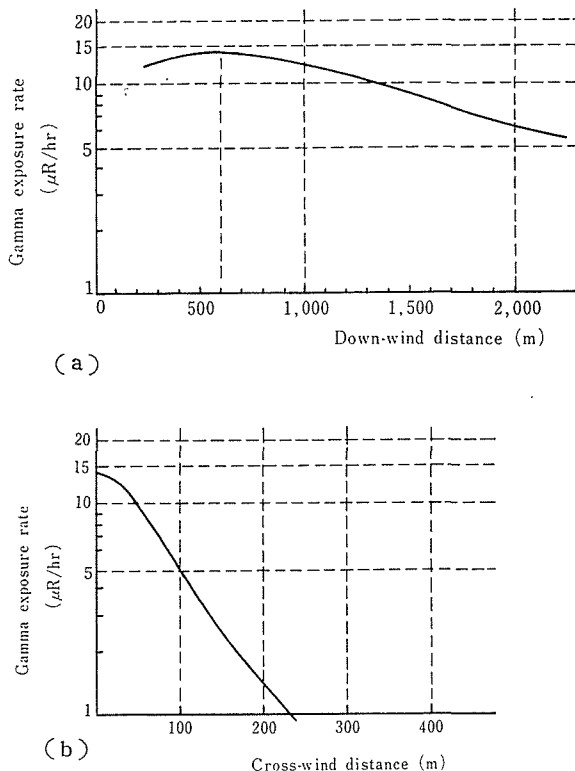 20
15
10
5
1
Gamma exposure rate
(μR/hr)
0
500
1,000
1,500
2,000
Down-wind distance (m)
(a)
20
15
10
5
1
Gamma exposure rate
(μR/hr)
100
200
300
400
Cross-wind distance (m)
(b)